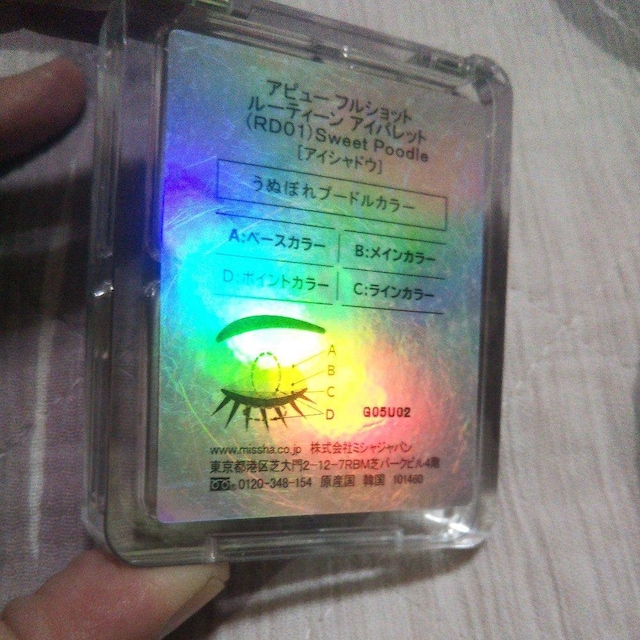 アピュー フルショット
ルーティーン アイパレット
(RD01)Sweet Poodle
[アイシャドウ]
うぬぼれプードルカラー
A:ベースカラー B:メインカラー
D:ポイントカラー C:ラインカラー
A
B
C
D
G05U02
www.missha.co.jp 株式会社ミシャジャパン
東京都港区芝大門2-12-7RBM芝パークビル4階
0120-348-154 原産国 韓国 101460